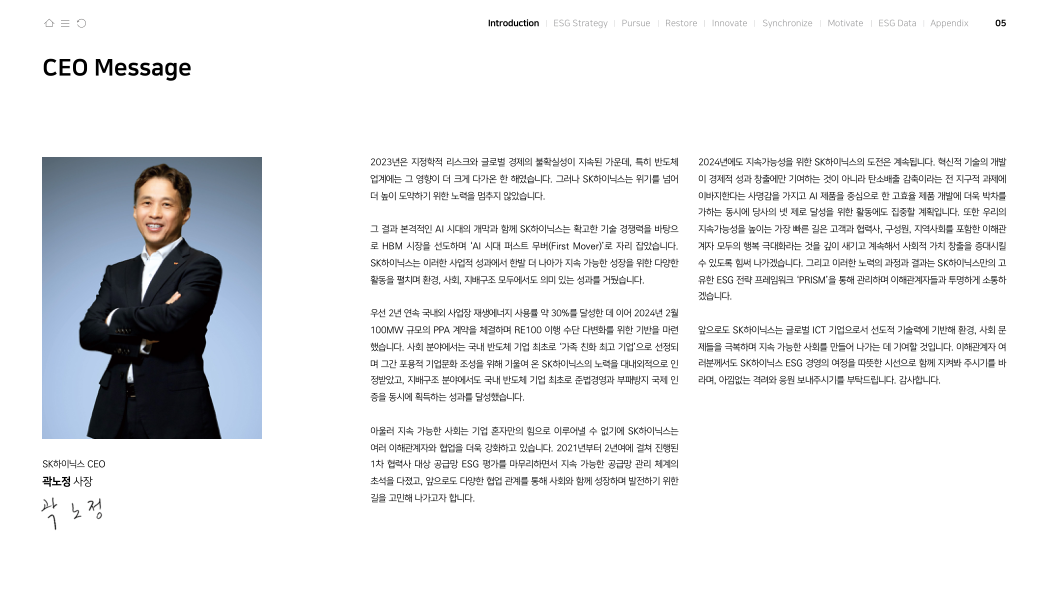 Introduction | ESG Strategy | Pursue | Restore | Innovate | Synchronize | Motivate | ESG Data | Appendix 05
CEO Message
SK하이닉스 CEO
곽노정 사장
곽노정
2023년은 지정학적 리스크와 글로벌 경제의 불확실성이 지속된 가운데, 특히 반도체
업계에는 그 영향이 더 크게 다가온 한 해였습니다. 그러나 SK하이닉스는 위기를 넘어
더 높이 도약하기 위한 노력을 멈추지 않았습니다.
그 결과 본격적인 AI 시대의 개막과 함께 SK하이닉스는 확고한 기술 경쟁력을 바탕으
로 HBM 시장을 선도하며 ‘AI 시대 퍼스트 무버(First Mover)’로 자리 잡았습니다.
SK하이닉스는 이러한 사업적 성과에서 한발 더 나아가 지속 가능한 성장을 위한 다양한
활동을 펼치며 환경, 사회, 지배구조 모두에서도 의미 있는 성과를 거뒀습니다.
우선 2년 연속 국내외 사업장 재생에너지 사용률 약 30%를 달성한 데 이어 2024년 2월
100MW 규모의 PPA 계약을 체결하며 RE100 이행 수단 다변화를 위한 기반을 마련
했습니다. 사회 분야에서는 국내 반도체 기업 최초로 ‘가족 친화 최고 기업’으로 선정되
며 그간 포용적 기업문화 조성을 위해 기울여 온 SK하이닉스의 노력을 대내외적으로 인
정받았고, 지배구조 분야에서도 국내 반도체 기업 최초로 준법경영과 부패방지 국제 인
증을 동시에 획득하는 성과를 달성했습니다.
아울러 지속 가능한 사회는 기업 혼자만의 힘으로 이루어낼 수 없기에 SK하이닉스는
여러 이해관계자와 협업을 더욱 강화하고 있습니다. 2021년부터 2년여에 걸쳐 진행된
1차 협력사 대상 공급망 ESG 평가를 마무리하면서 지속 가능한 공급망 관리 체계의
초석을 다졌고, 앞으로도 다양한 협업 관계를 통해 사회와 함께 성장하며 발전하기 위한
길을 고민해 나가고자 합니다.
2024년에도 지속가능성을 위한 SK하이닉스의 도전은 계속됩니다. 혁신적 기술의 개발
이 경제적 성과 창출에만 기여하는 것이 아니라 탄소배출 감축이라는 전 지구적 과제에
이바지한다는 사명감을 가지고 AI 제품을 중심으로 한 고효율 제품 개발에 더욱 박차를
가하는 동시에 당사의 넷 제로 달성을 위한 활동에도 집중할 계획입니다. 또한 우리의
지속가능성을 높이는 가장 빠른 길은 고객과 협력사, 구성원, 지역사회를 포함한 이해관
계자 모두의 행복 극대화라는 것을 깊이 새기고 계속해서 사회적 가치 창출을 증대시킬
수 있도록 힘써 나가겠습니다. 그리고 이러한 노력의 과정과 결과는 SK하이닉스만의 고
유한 ESG 전략 프레임워크 ‘PRISM’을 통해 관리하며 이해관계자들과 투명하게 소통하
겠습니다.
앞으로도 SK하이닉스는 글로벌 ICT 기업으로서 선도적 기술력에 기반해 환경, 사회 문
제들을 극복하며 지속 가능한 사회를 만들어 나가는 데 기여할 것입니다. 이해관계자 여
러분께서도 SK하이닉스 ESG 경영의 여정을 따뜻한 시선으로 함께 지켜봐 주시기를 바
라며, 아낌없는 격려와 응원 보내주시기를 부탁드립니다. 감사합니다.